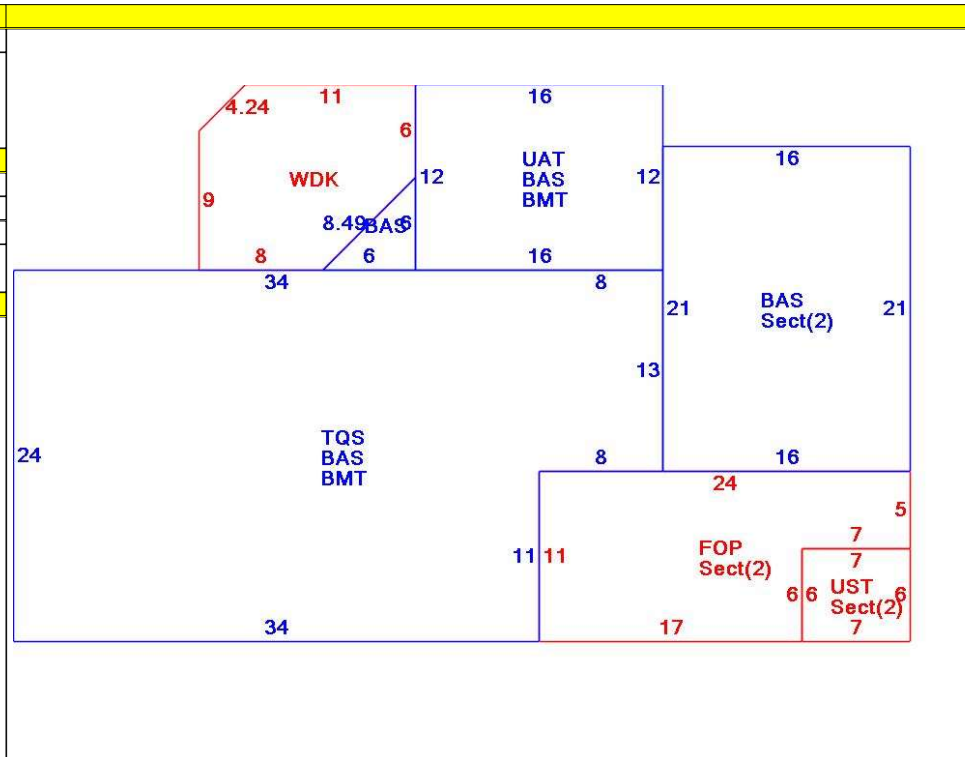 11
16
4.24
6
UAT
BAS
BMT
12
12
16
WDK
9
8.49
BAS
6
8
6
16
34
8
21
BAS
Sect(2)
21
13
TQS
BAS
BMT
24
8
16
24
5
11
11
FOP
Sect(2)
7
7
6
6
UST
Sect(2)
6
34
17
7